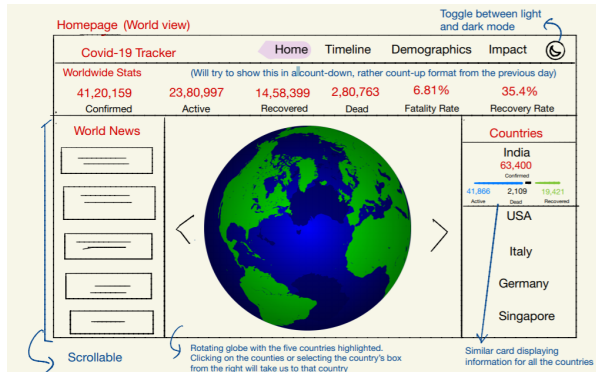 Homepage (World view)
Toggle between light
and dark mode
Covid-19 Tracker
Home Timeline Demographics Impact
Worldwide Stats
(Will try to show this in a count-down, rather count-up format from the previous day)
41,20,159 23,80,997 14,58,399 2,80,763 6.81% 35.4%
Confirmed Active Recovered Dead Fatality Rate Recovery Rate
World News
Countries
India
63,400
Confirmed
41,866 2,109 19,421
Active Dead Recovered
USA
Italy
Germany
Singapore
Scrollable
Rotating globe with the five countries highlighted.
Clicking on the counties or selecting the country's box
from the right will take us to that country
Similar card displaying
information for all the countries